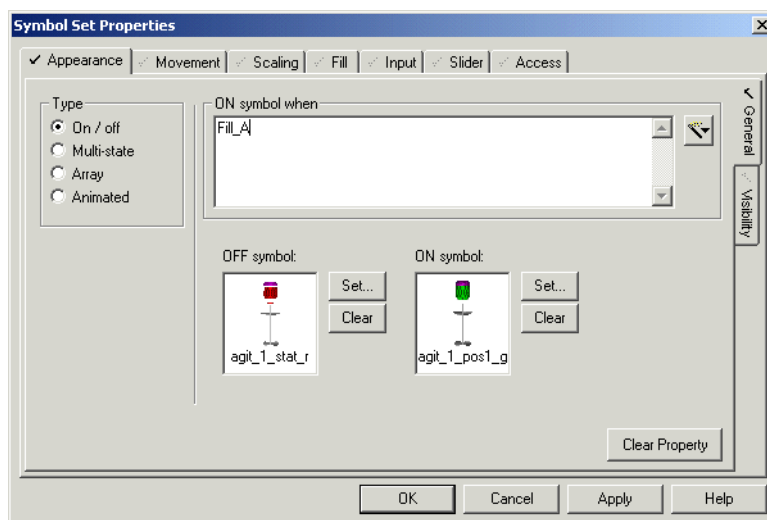 Symbol Set Properties
Appearance Movement Scaling Fill Input Slider Access
Type
On / off
Multi-state
Array
Animated
ON symbol when
Fill_A
General
Visibility
OFF symbol:
Set...
Clear
agit_1_stat_r
ON symbol:
Set...
Clear
agit_1_pos1_g
Clear Property
OK Cancel Apply Help